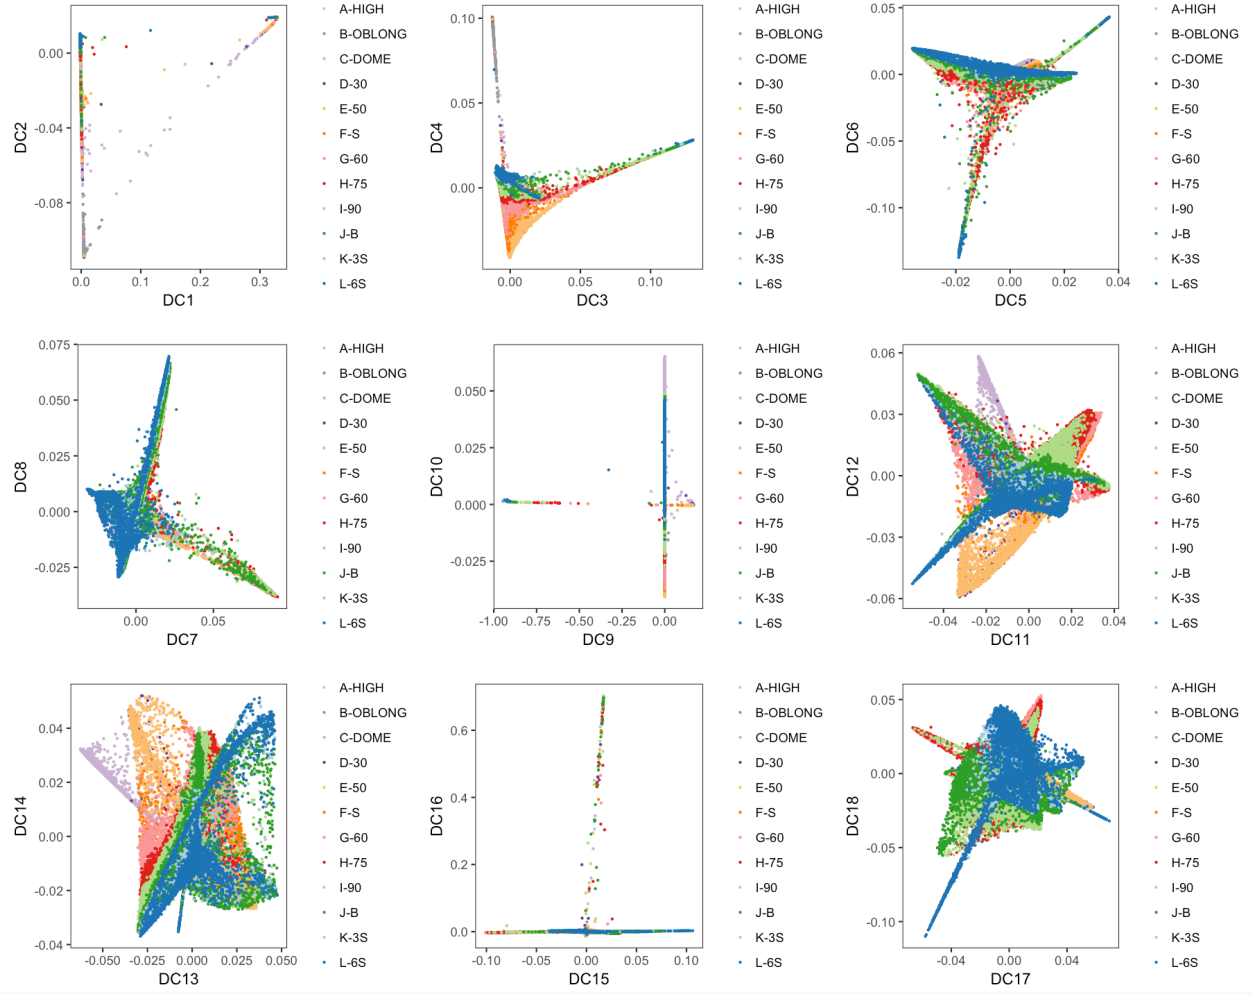 A-HIGH
B-OBLONG
C-DOME
D-30
E-50
F-S
G-60
H-75
I-90
J-B
K-3S
L-6S
0.00
-0.04
-0.08
DC2
0.0 0.1 0.2 0.3
DC1
A-HIGH
B-OBLONG
C-DOME
D-30
E-50
F-S
G-60
H-75
I-90
J-B
K-3S
L-6S
0.10
0.05
0.00
DC4
0.00 0.05 0.10
DC3
A-HIGH
B-OBLONG
C-DOME
D-30
E-50
F-S
G-60
H-75
I-90
J-B
K-3S
L-6S
0.05
0.00
-0.05
-0.10
DC6
-0.02 0.00 0.02 0.04
DC5
A-HIGH
B-OBLONG
C-DOME
D-30
E-50
F-S
G-60
H-75
I-90
J-B
K-3S
L-6S
0.075
0.050
0.025
0.000
-0.025
DC8
0.00 0.05
DC7
A-HIGH
B-OBLONG
C-DOME
D-30
E-50
F-S
G-60
H-75
I-90
J-B
K-3S
L-6S
0.050
0.025
0.000
-0.025
DC10
-1.00 -0.75 -0.50 -0.25 0.00
DC9
A-HIGH
B-OBLONG
C-DOME
D-30
E-50
F-S
G-60
H-75
I-90
J-B
K-3S
L-6S
0.06
0.03
0.00
-0.03
-0.06
DC12
-0.04 -0.02 0.00 0.02 0.04
DC11
A-HIGH
B-OBLONG
C-DOME
D-30
E-50
F-S
G-60
H-75
I-90
J-B
K-3S
L-6S
0.04
0.02
0.00
-0.02
-0.04
DC14
-0.050 -0.025 0.000 0.025 0.050
DC13
A-HIGH
B-OBLONG
C-DOME
D-30
E-50
F-S
G-60
H-75
I-90
J-B
K-3S
L-6S
0.6
0.4
0.2
0.0
DC16
-0.10 -0.05 0.00 0.05 0.10
DC15
A-HIGH
B-OBLONG
C-DOME
D-30
E-50
F-S
G-60
H-75
I-90
J-B
K-3S
L-6S
0.05
0.00
-0.05
-0.10
DC18
-0.04 0.00 0.04
DC17